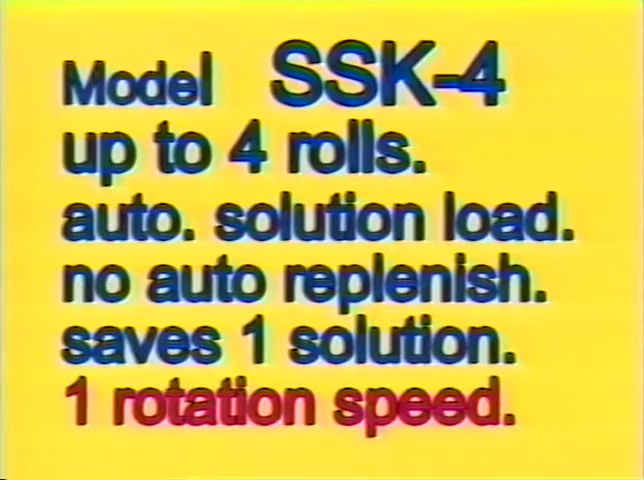 Model SSK-4
up to 4 rolls.
auto. solution load.
no auto replenish.
saves 1 solution.
1 rotation speed.